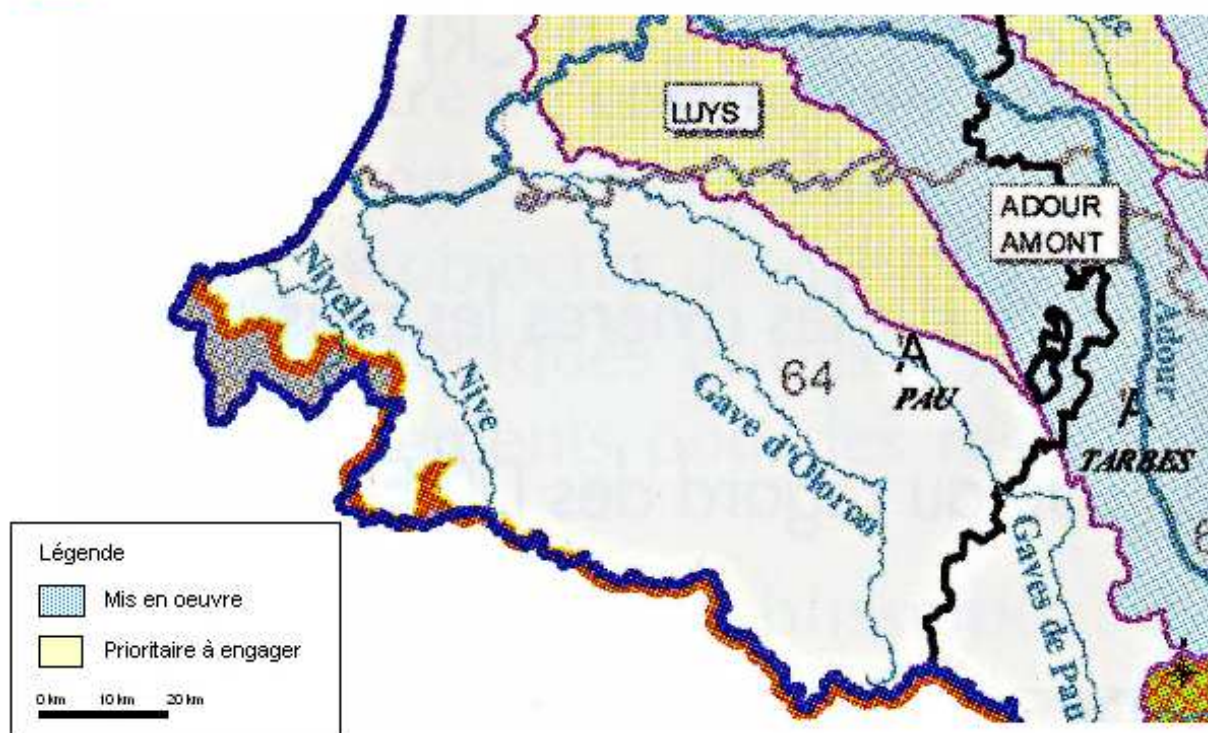 LUYS
ADOUR
AMONT
Nivelle
Nive
Gave d'Oloron
64
PAU
Adour
TARBES
Gaves de Pau
6
Légende
Mis en oeuvre
Prioritaire à engager
0 km 10 km 20 km